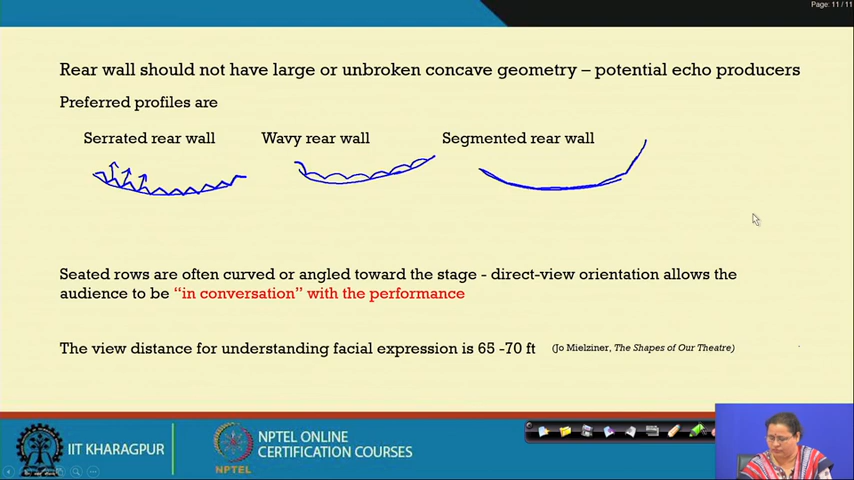 Page: 11 / 11
Rear wall should not have large or unbroken concave geometry – potential echo producers
Preferred profiles are
Serrated rear wall Wavy rear wall Segmented rear wall
Seated rows are often curved or angled toward the stage - direct-view orientation allows the
audience to be “in conversation” with the performance
The view distance for understanding facial expression is 65 -70 ft (Jo Mielziner, The Shapes of Our Theatre)
IIT KHARAGPUR
NPTEL
NPTEL ONLINE
CERTIFICATION COURSES